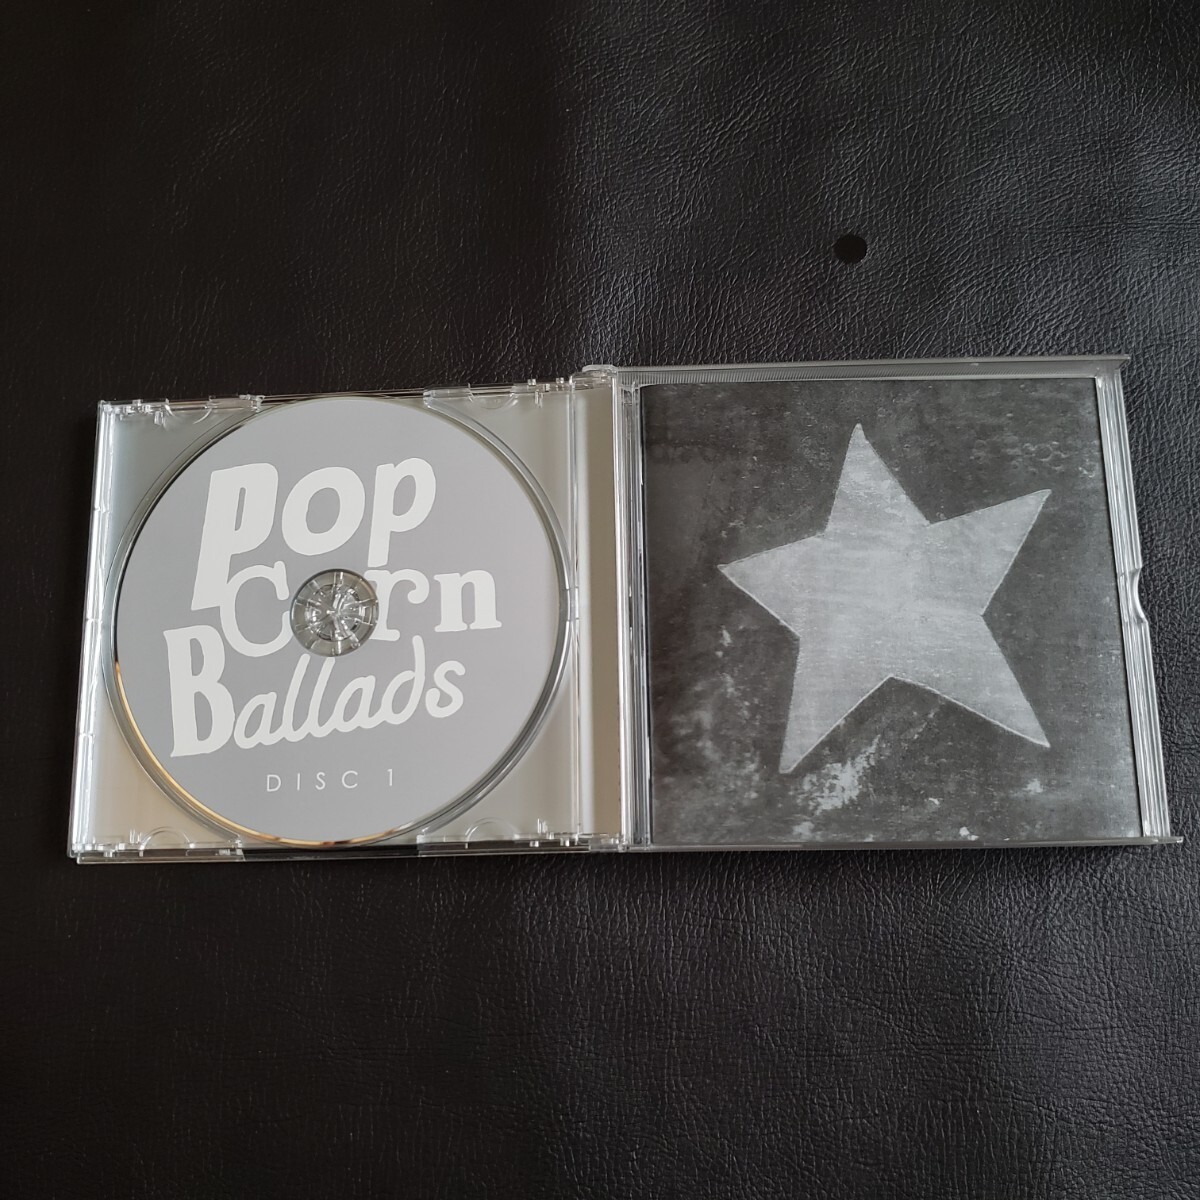 Pop
Corn
Ballads
DISC 1